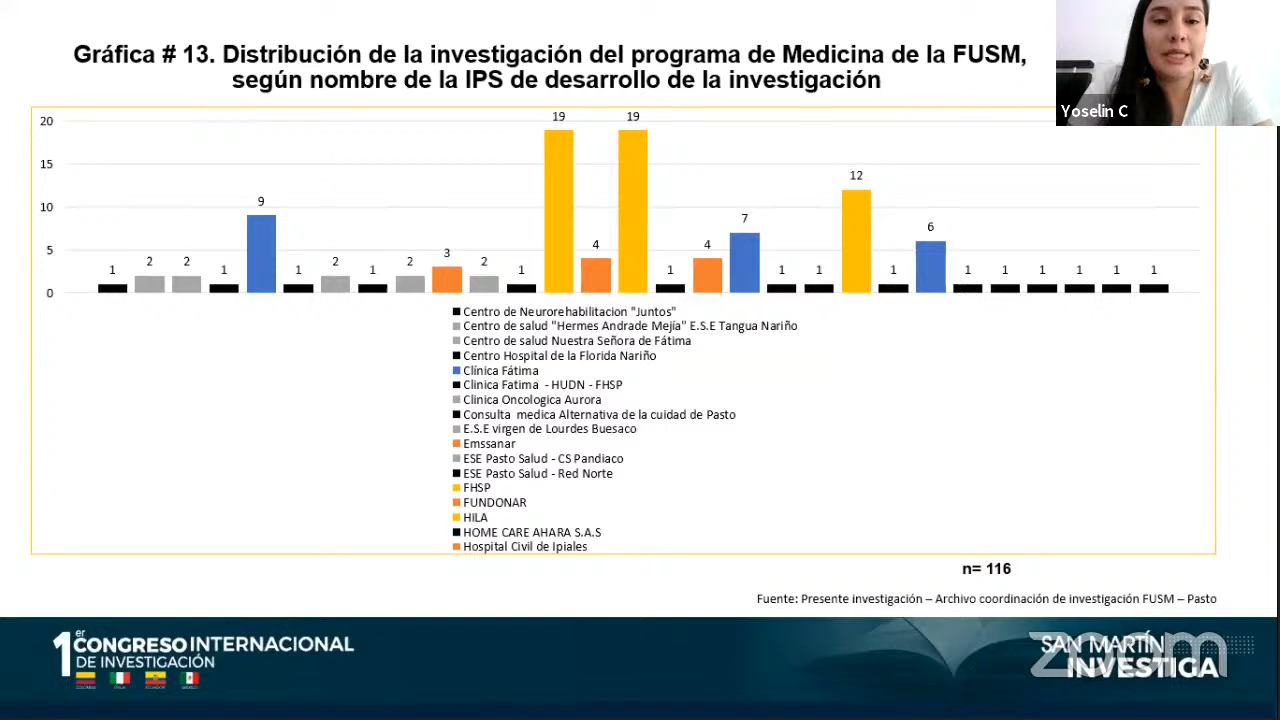 Gráfica # 13. Distribución de la investigación del programa de Medicina de la FUSM,
según nombre de la IPS de desarrollo de la investigación
Yoselin C
20
15
10
5
0
1
2
2
1
9
1
2
1
2
3
2
1
19
4
19
1
4
7
1
1
12
1
6
1
1
1
1
1
1
Centro de Neurorehabilitacion "Juntos"
Centro de salud "Hermes Andrade Mejía" E.S.E Tangua Nariño
Centro de salud Nuestra Señora de Fátima
Centro Hospital de la Florida Nariño
Clínica Fátima
Clinica Fatima - HUDN - FHSP
Clinica Oncologica Aurora
Consulta medica Alternativa de la cuidad de Pasto
E.S.E virgen de Lourdes Buesaco
Emssanar
ESE Pasto Salud - CS Pandiaco
ESE Pasto Salud - Red Norte
FHSP
FUNDONAR
HILA
HOME CARE AHARA S.A.S
Hospital Civil de Ipiales
n= 116
Fuente: Presente investigación – Archivo coordinación de investigación FUSM – Pasto
1er CONGRESO INTERNACIONAL
DE INVESTIGACIÓN
COLOMBIA ITALIA ECUADOR MÉXICO
SAN MARTÍN
INVESTIGA
zoom